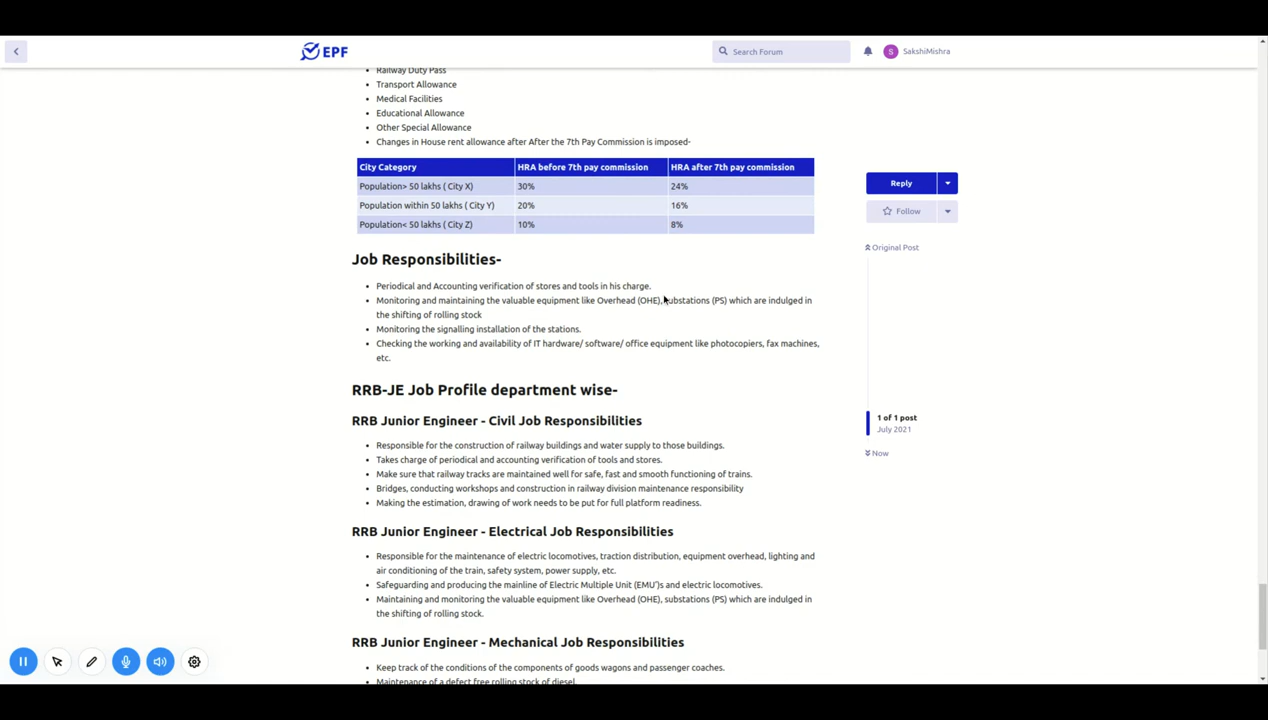 EPF
Search Forum
S
SakshiMishra
Railway Duty Pass
Transport Allowance
Medical Facilities
Educational Allowance
Other Special Allowance
Changes in House rent allowance after After the 7th Pay Commission is imposed-
City Category HRA before 7th pay commission HRA after 7th pay commission
Population> 50 lakhs ( City X) 30% 24%
Population within 50 lakhs ( City Y) 20% 16%
Population< 50 lakhs ( City Z) 10% 8%
Reply
Follow
Original Post
1 of 1 post
July 2021
Now
Job Responsibilities-
Periodical and Accounting verification of stores and tools in his charge.
Monitoring and maintaining the valuable equipment like Overhead (OHE), substations (PS) which are indulged in
the shifting of rolling stock
Monitoring the signalling installation of the stations.
Checking the working and availability of IT hardware/ software/ office equipment like photocopiers, fax machines,
etc.
RRB-JE Job Profile department wise-
RRB Junior Engineer - Civil Job Responsibilities
Responsible for the construction of railway buildings and water supply to those buildings.
Takes charge of periodical and accounting verification of tools and stores.
Make sure that railway tracks are maintained well for safe, fast and smooth functioning of trains.
Bridges, conducting workshops and construction in railway division maintenance responsibility
Making the estimation, drawing of work needs to be put for full platform readiness.
RRB Junior Engineer - Electrical Job Responsibilities
Responsible for the maintenance of electric locomotives, traction distribution, equipment overhead, lighting and
air conditioning of the train, safety system, power supply, etc.
Safeguarding and producing the mainline of Electric Multiple Unit (EMU')s and electric locomotives.
Maintaining and monitoring the valuable equipment like Overhead (OHE), substations (PS) which are indulged in
the shifting of rolling stock.
RRB Junior Engineer - Mechanical Job Responsibilities
Keep track of the conditions of the components of goods wagons and passenger coaches.
Maintenance of a defect free rolling stock of diesel.